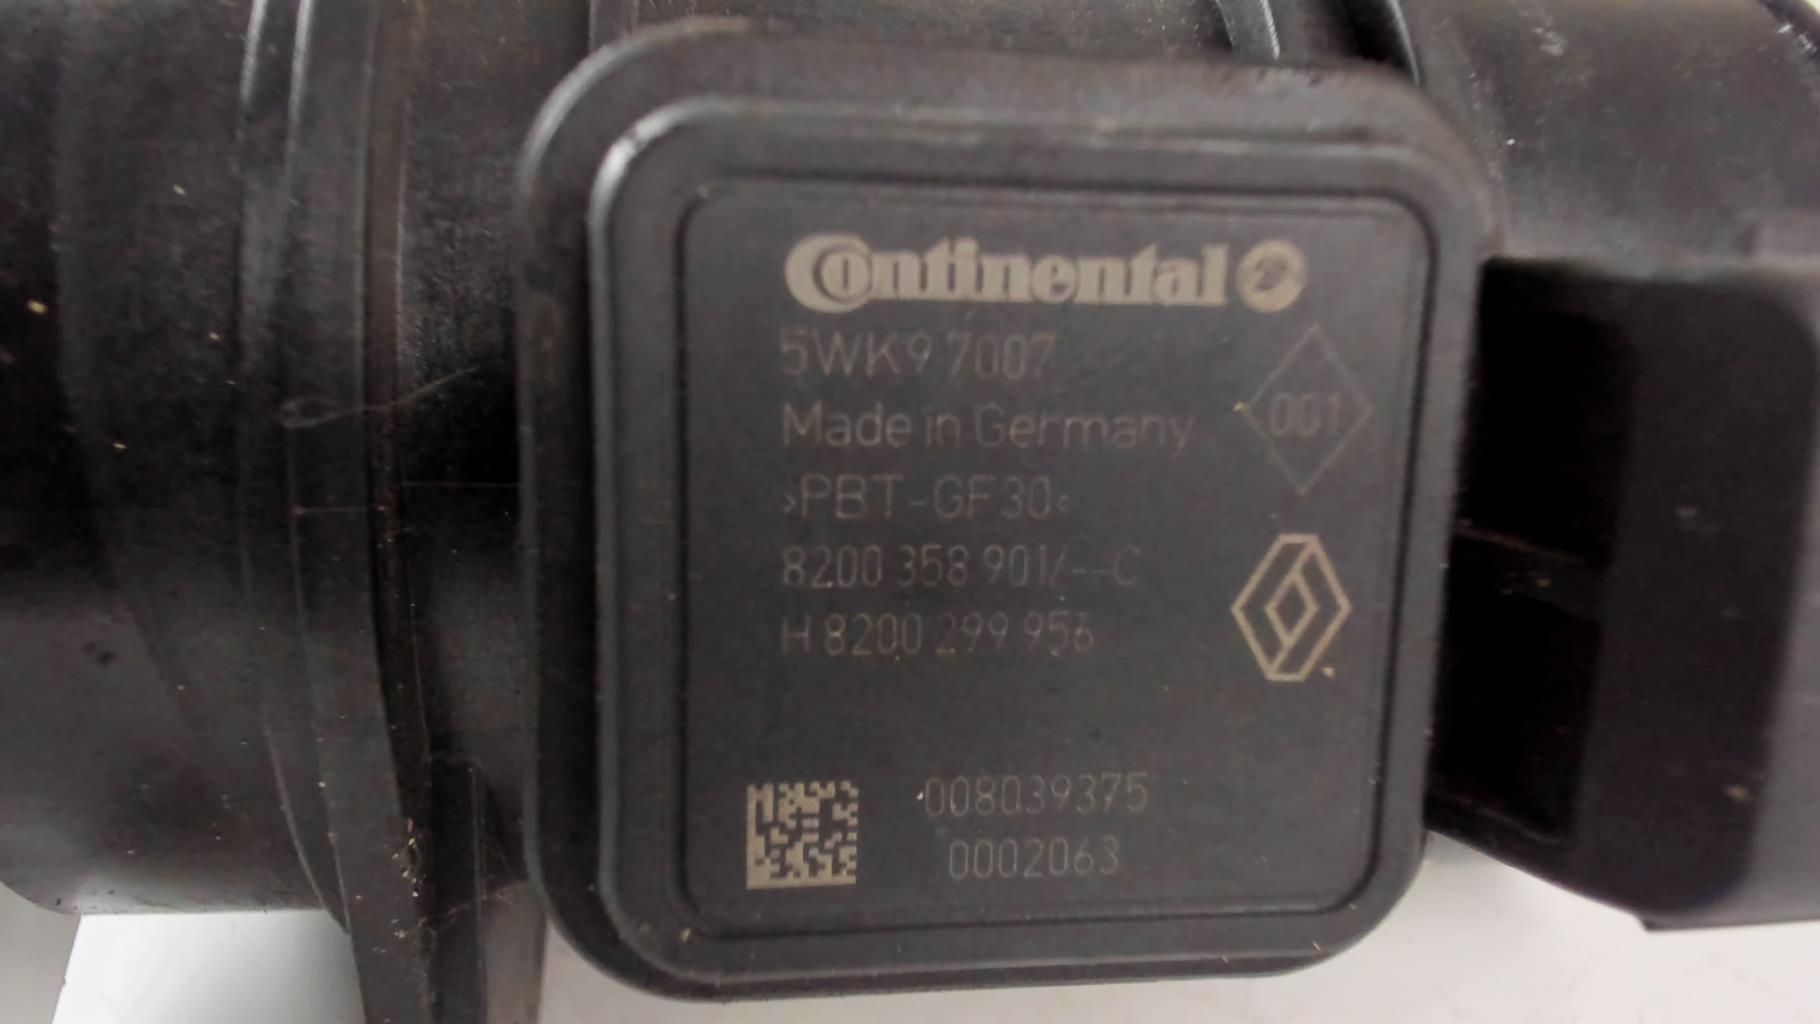 Continental
5WK9 7007
001
Made in Germany
>PBT-GF30<
8200 358 901/--C
H 8200 299 956
008039375
0002063